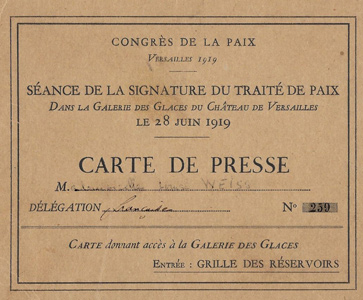 CONGRÈS DE LA PAIX
VERSAILLES 1919
SÉANCE DE LA SIGNATURE DU TRAITÉ DE PAIX
DANS LA GALERIE DES GLACES DU CHÂTEAU DE VERSAILLES
LE 28 JUIN 1919
CARTE DE PRESSE
M. WEISS
DÉLÉGATION française Nº 259
CARTE donnant accès à la GALERIE DES GLACES
ENTRÉE : GRILLE DES RÉSERVOIRS